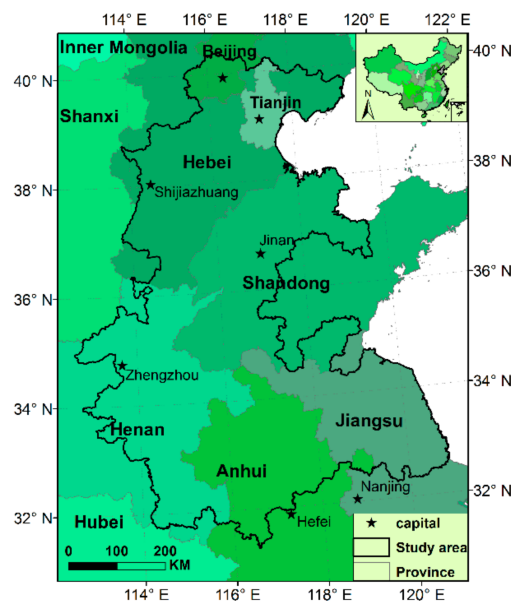 114° E 116° E 118° E 120° E 122° E
Inner Mongolia
Beijing
40° N
40° N
N
Tianjin
Shanxi
Hebei
38° N
38° N
Shijiazhuang
Jinan
Shandong
36° N
36° N
Zhengzhou
34° N
34° N
Jiangsu
Henan
Anhui
Nanjing
32° N
32° N
Hubei
Hefei
capital
Study area
Province
0 100 200
KM
114° E 116° E 118° E 120° E